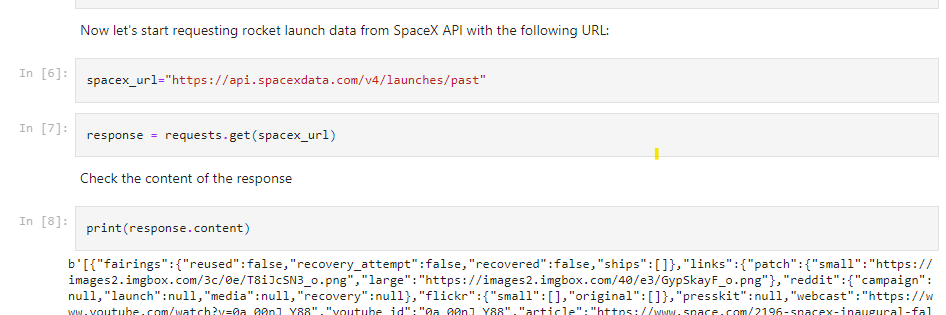 Now let's start requesting rocket launch data from SpaceX API with the following URL:
In [6]: spacex_url="https://api.spacexdata.com/v4/launches/past"
In [7]: response = requests.get(spacex_url)
Check the content of the response
In [8]: print(response.content)
b'[{"fairings":{"reused":false,"recovery_attempt":false,"recovered":false,"ships":[]},"links":{"patch":{"small":"https://
images2.imgbox.com/3c/0e/T8iJcSN3_o.png","large":"https://images2.imgbox.com/40/e3/GypSkayF_o.png"},"reddit":{"campaign":
null,"launch":null,"media":null,"recovery":null},"flickr":{"small":[],"original":[]},"presskit":null,"webcast":"https://w
ww.youtube.com/watch?v=0a_00nJ_Y88","youtube_id":"0a_00nJ_Y88","article":"https://www.space.com/2196-spacex-inaugural-fal